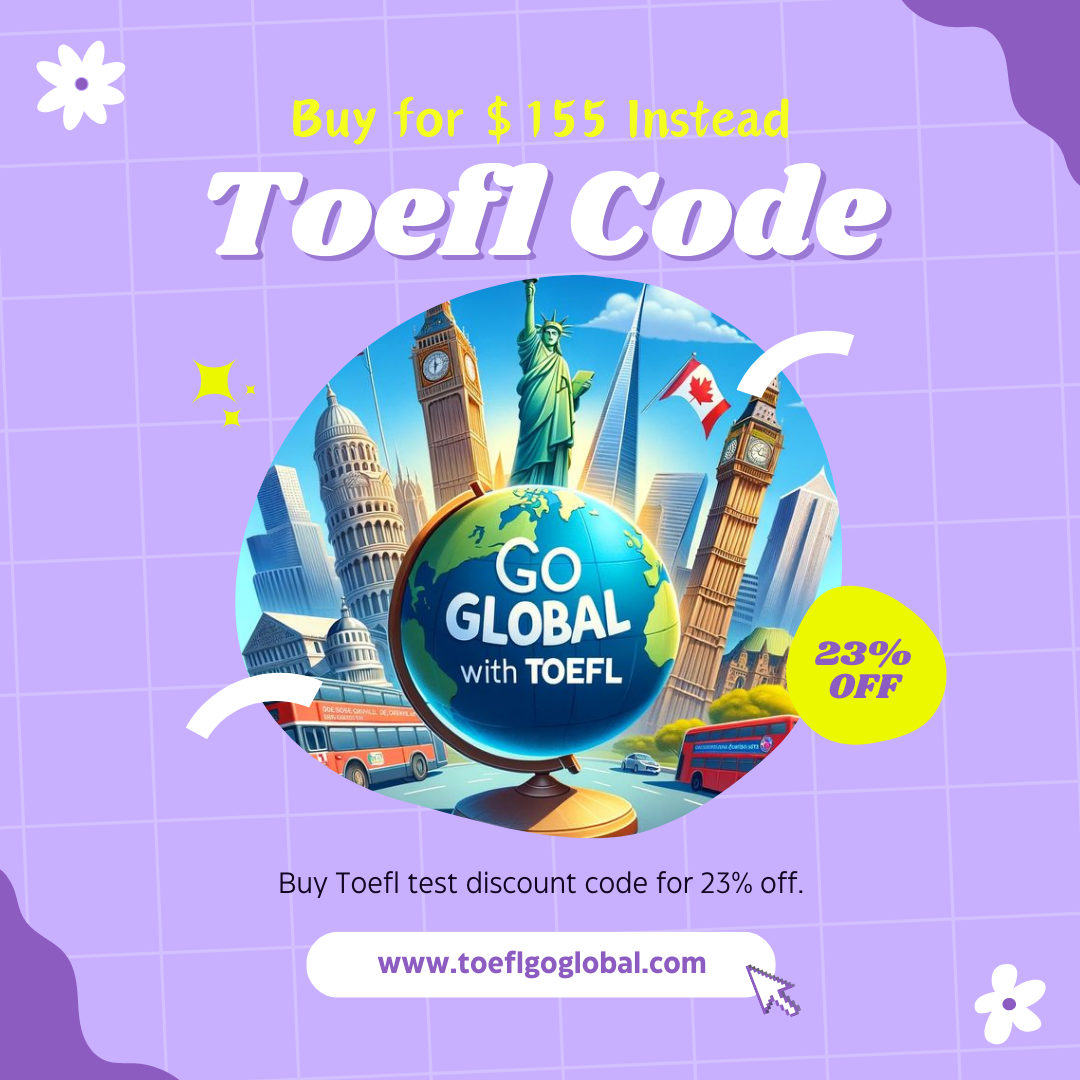 Buy for $ 155 Instead
Toefl Code
GO
GLOBAL
with TOEFL
23%
OFF
Buy Toefl test discount code for 23% off.
www.toeflgoglobal.com